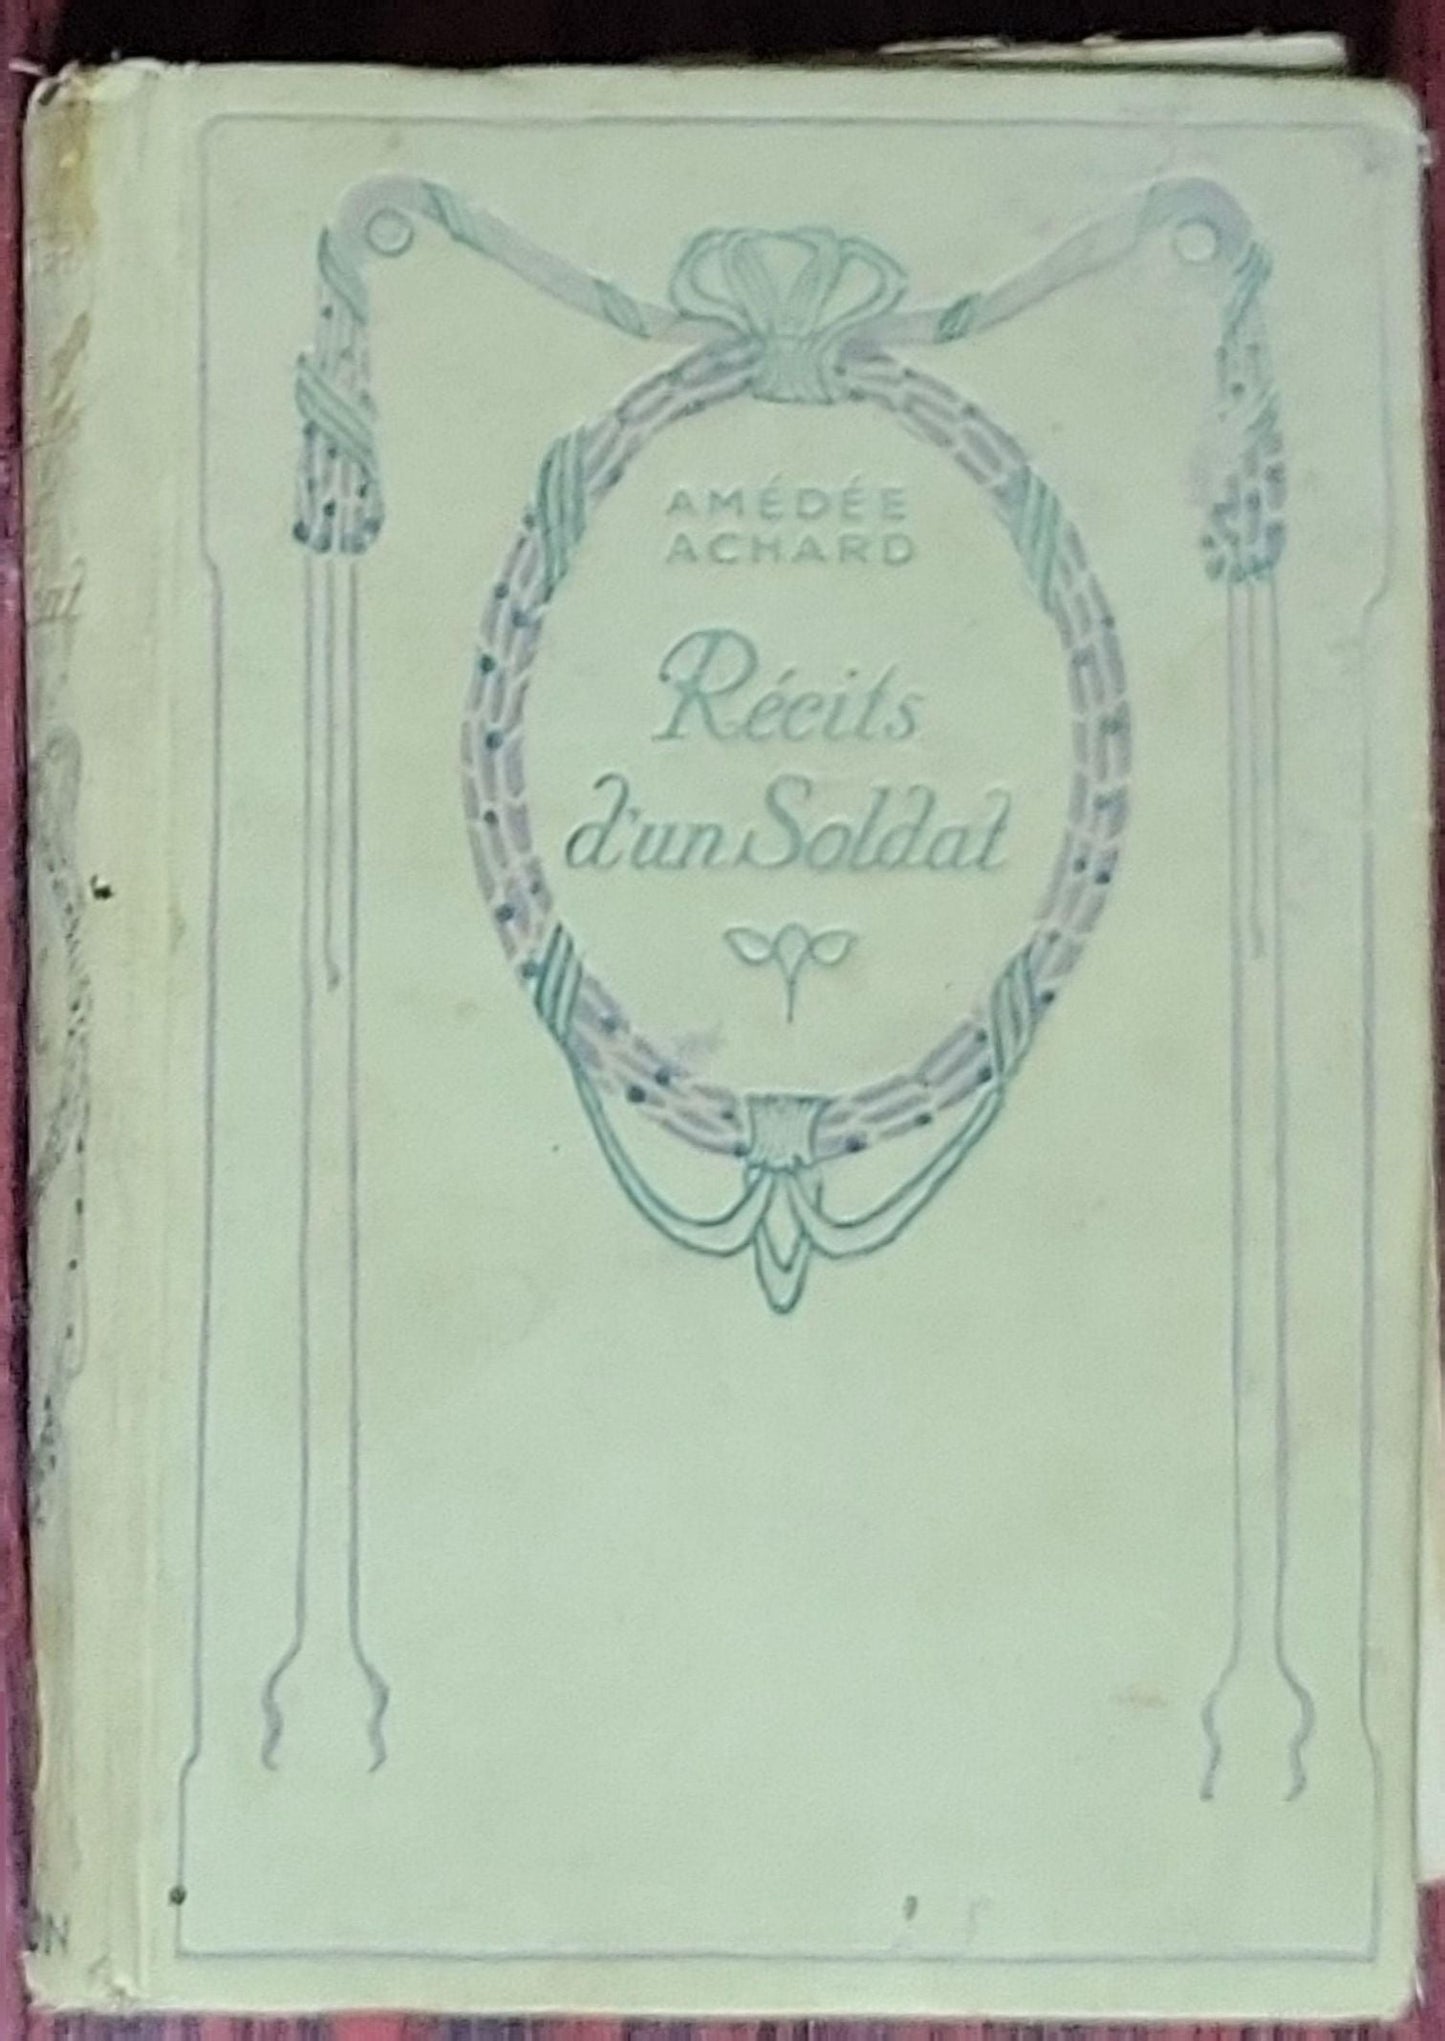 AMÉDÉE
ACHARD
Récits
d'un Soldat